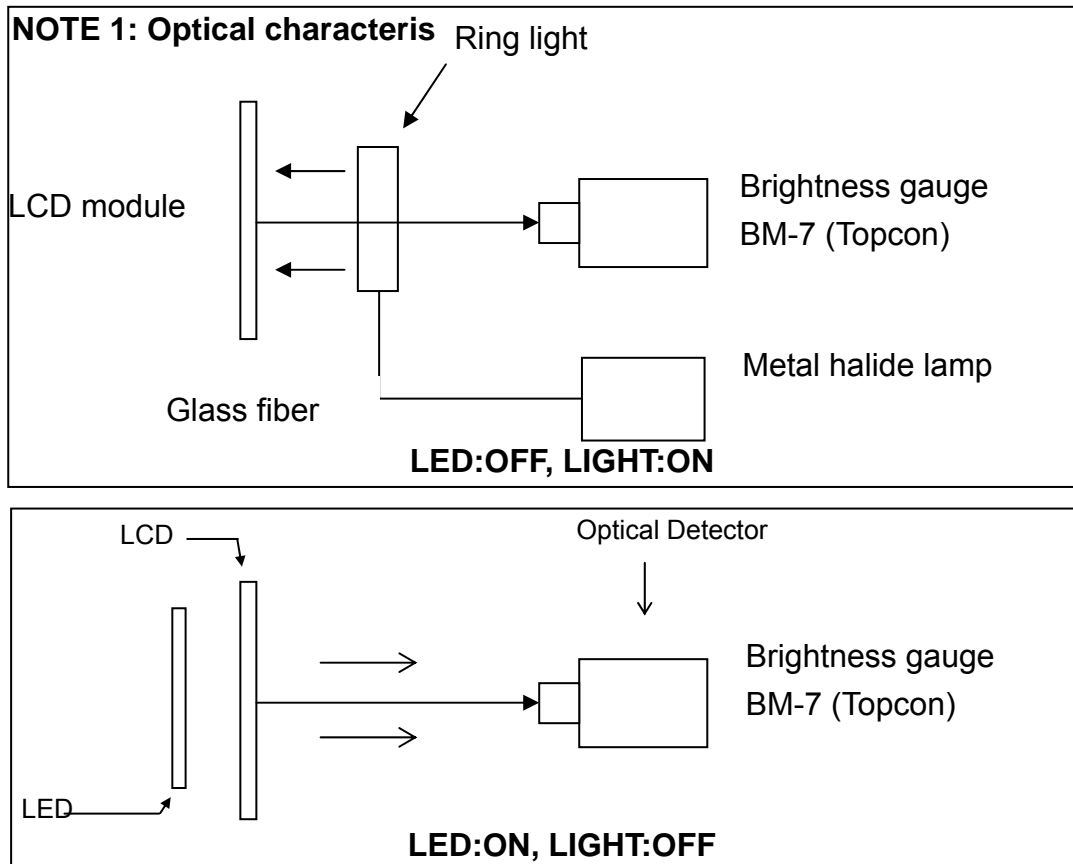 NOTE 1: Optical characteris
Ring light
LCD module
Brightness gauge
BM-7 (Topcon)
Metal halide lamp
Glass fiber
LED:OFF, LIGHT:ON
LCD
Optical Detector
Brightness gauge
BM-7 (Topcon)
LED
LED:ON, LIGHT:OFF